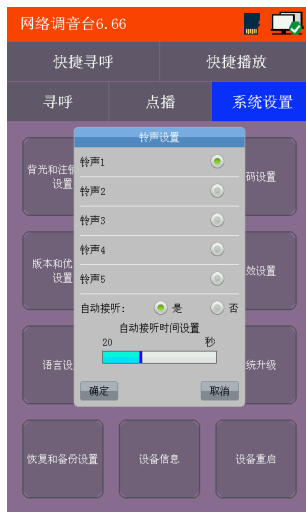 网络调音台6.66
快捷寻呼 快捷播放
寻呼 点播 系统设置
铃声设置
铃声1
背光和注
码设置
设置
铃声2
铃声3
铃声4
版本和优
效设置
设置
铃声5
自动接听: 是 否
自动接听时间设置
20 秒
语言设
统升级
确定 取消
恢复和备份设置 设备信息 设备重启